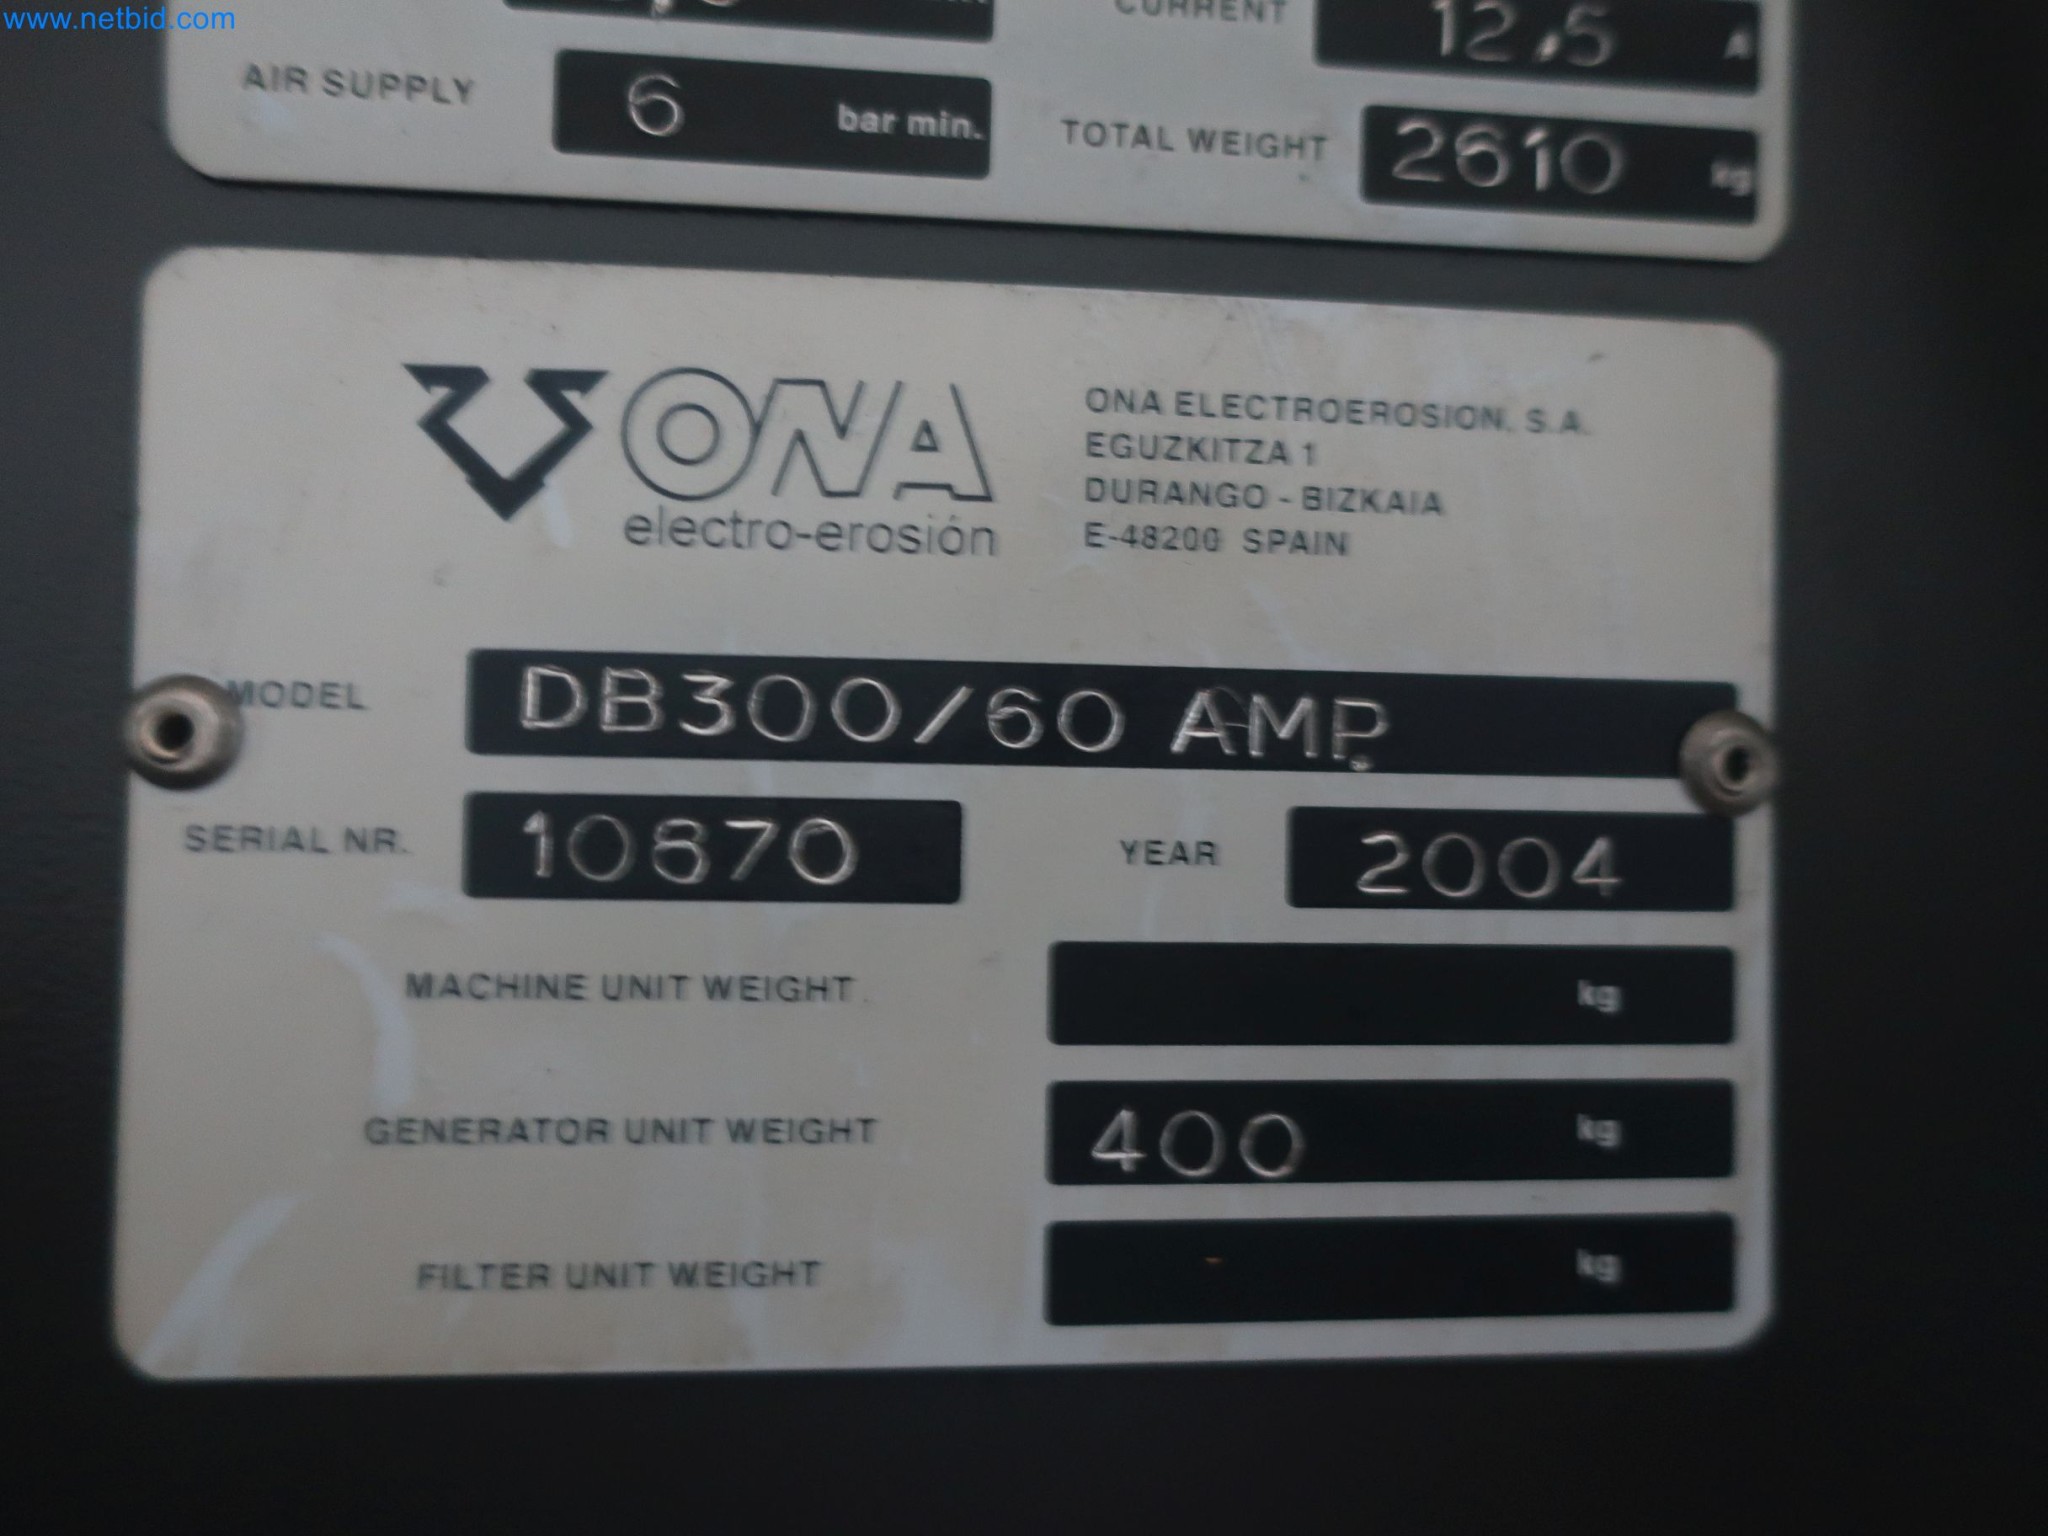 www.netbid.com
CURRENT 12,5 A
AIR SUPPLY 6 bar min.
TOTAL WEIGHT 2610 kg
ONA
electro-erosión
ONA ELECTROEROSION, S.A.
EGUZKITZA 1
DURANGO - BIZKAIA
E-48200 SPAIN
MODEL DB300/60 AMP.
SERIAL NR. 10870
YEAR 2004
MACHINE UNIT WEIGHT kg
GENERATOR UNIT WEIGHT 400 kg
FILTER UNIT WEIGHT kg